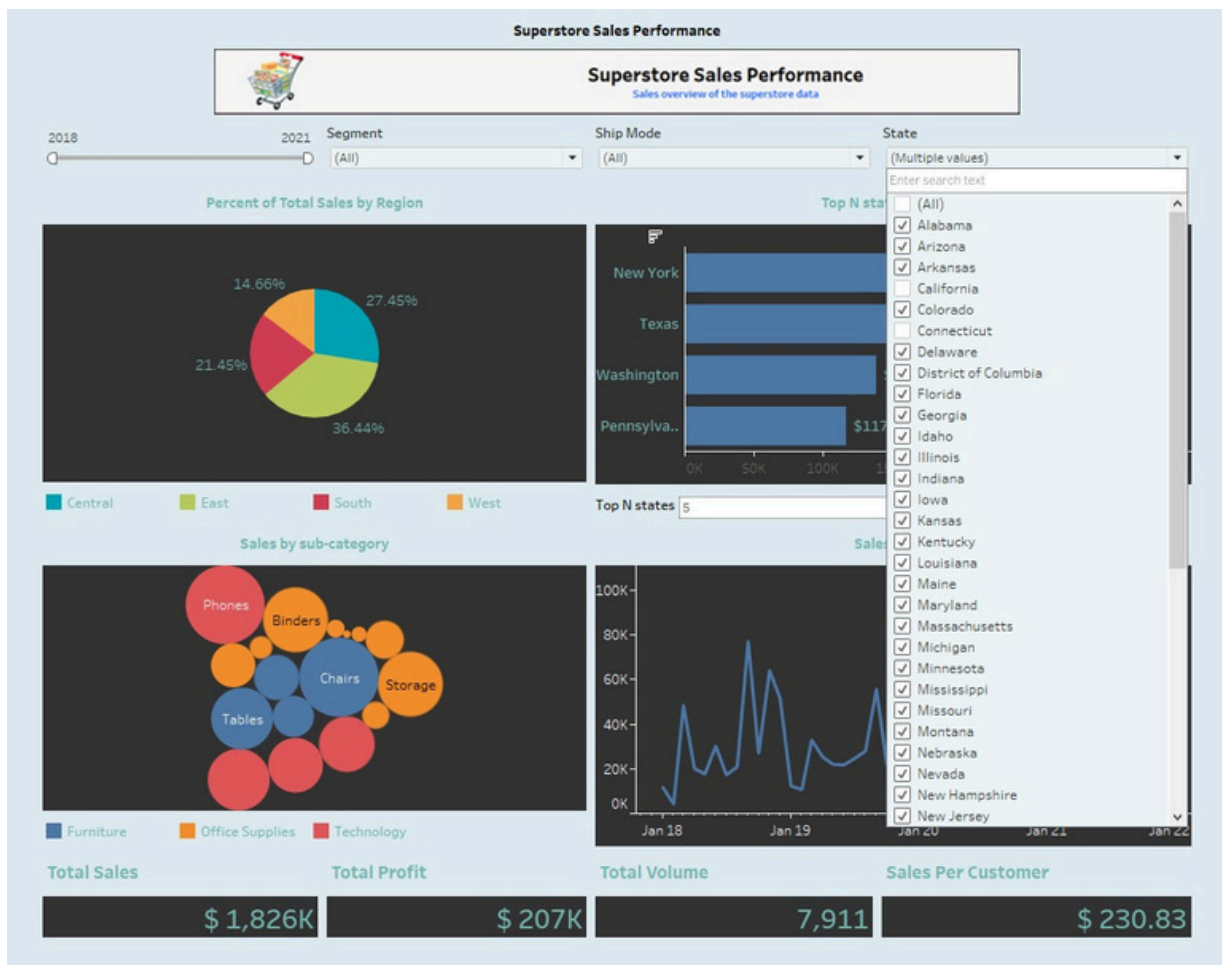 Superstore Sales Performance
Superstore Sales Performance
Sales overview of the superstore data
2018
2021
Segment
(All)
Ship Mode
(All)
State
(Multiple values)
Enter search text
(All)
Alabama
Arizona
Arkansas
California
Colorado
Connecticut
Delaware
District of Columbia
Florida
Georgia
Idaho
Illinois
Indiana
Iowa
Kansas
Kentucky
Louisiana
Maine
Maryland
Massachusetts
Michigan
Minnesota
Mississippi
Missouri
Montana
Nebraska
Nevada
New Hampshire
New Jersey
Percent of Total Sales by Region
14.66%
27.45%
21.45%
36.44%
Central
East
South
West
Top N sta
New York
Texas
Washington
Pennsylva..
$117
0K
50K
100K
Top N states
5
Sales by sub-category
Phones
Binders
Chairs
Storage
Tables
Furniture
Office Supplies
Technology
Sales
100K
80K
60K
40K
20K
0K
Jan 18
Jan 19
Jan 20
Jan 21
Jan 22
Total Sales
$ 1,826K
Total Profit
$ 207K
Total Volume
7,911
Sales Per Customer
$ 230.83